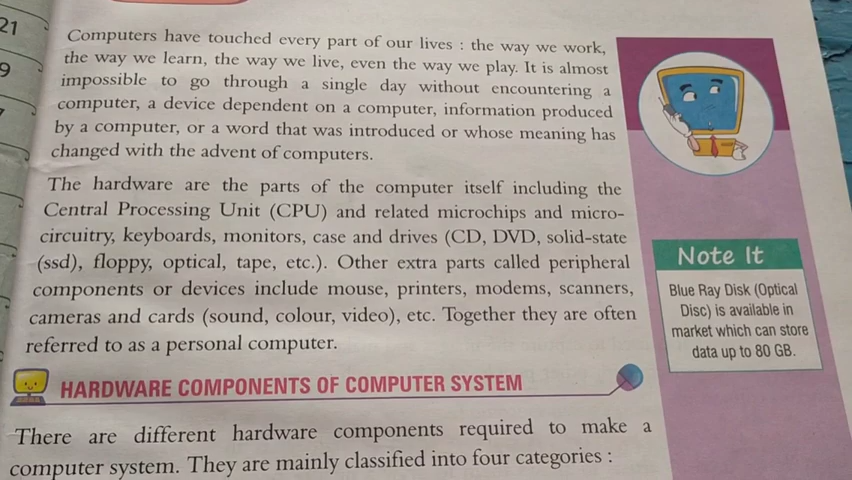 21
9
Computers have touched every part of our lives : the way we work,
the way we learn, the way we live, even the way we play. It is almost
impossible to go through a single day without encountering a
computer, a device dependent on a computer, information produced
by a computer, or a word that was introduced or whose meaning has
changed with the advent of computers.
The hardware are the parts of the computer itself including the
Central Processing Unit (CPU) and related microchips and micro-
circuitry, keyboards, monitors, case and drives (CD, DVD, solid-state
(ssd), floppy, optical, tape, etc.). Other extra parts called peripheral
components or devices include mouse, printers, modems, scanners,
cameras and cards (sound, colour, video), etc. Together they are often
referred to as a personal computer.
Note It
Blue Ray Disk (Optical
Disc) is available in
market which can store
data up to 80 GB.
HARDWARE COMPONENTS OF COMPUTER SYSTEM
There are different hardware components required to make a
computer system. They are mainly classified into four categories :